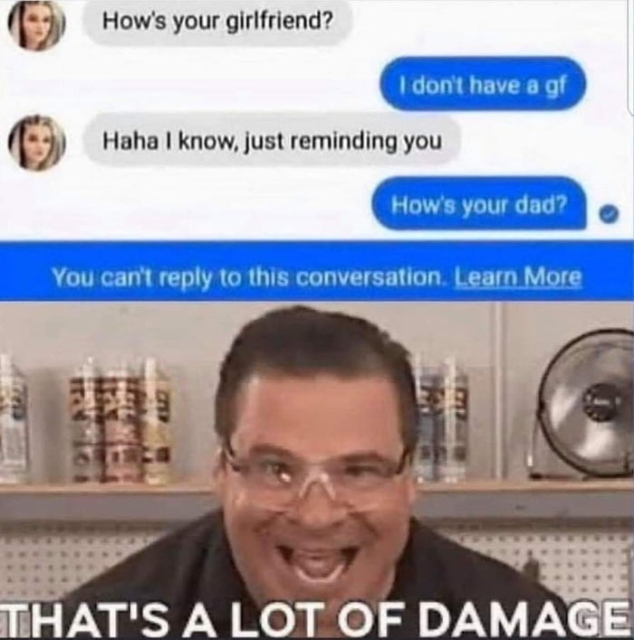 How's your girlfriend?
I don't have a gf
Haha I know, just reminding you
How's your dad?
You can't reply to this conversation. Learn More
THAT'S A LOT OF DAMAGE